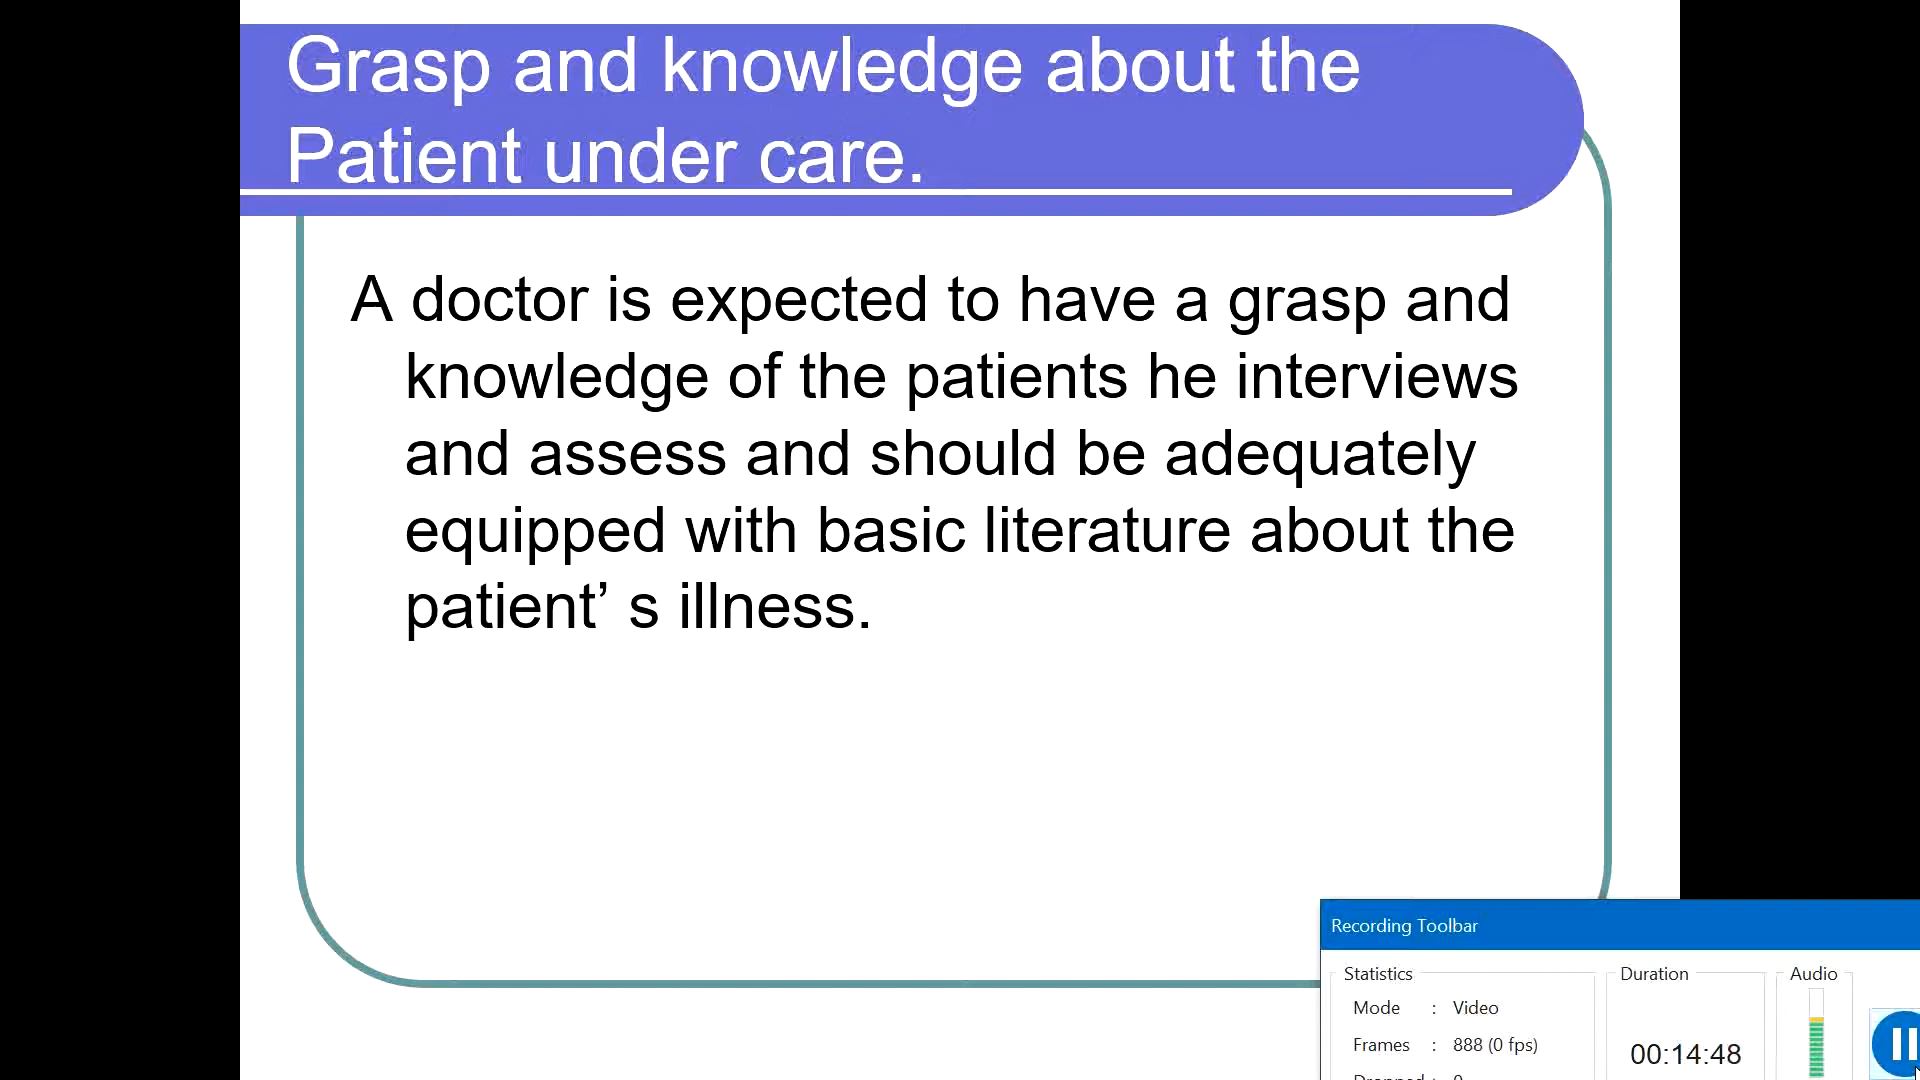 Grasp and knowledge about the
Patient under care.
A doctor is expected to have a grasp and
knowledge of the patients he interviews
and assess and should be adequately
equipped with basic literature about the
patient’ s illness.
Recording Toolbar
Statistics
Duration
Audio
Mode : Video
Frames : 888 (0 fps)
00:14:48